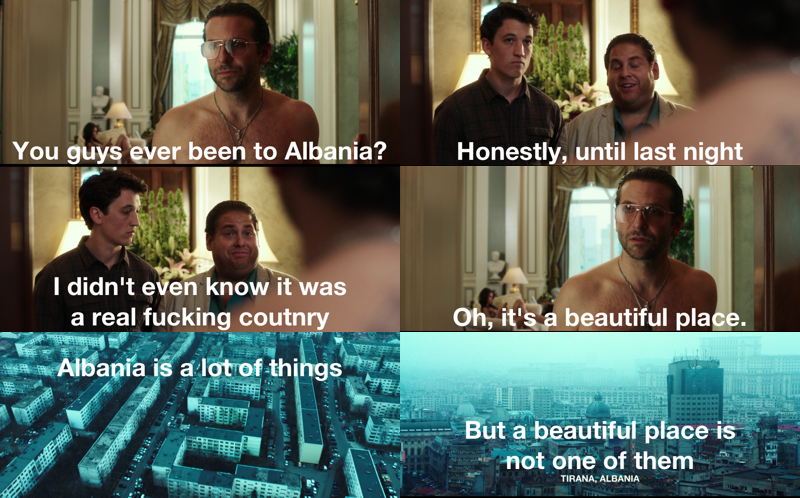 You guys ever been to Albania?
Honestly, until last night
I didn't even know it was
a real fucking coutnry
Oh, it's a beautiful place.
Albania is a lot of things
But a beautiful place is
not one of them
TIRANA, ALBANIA